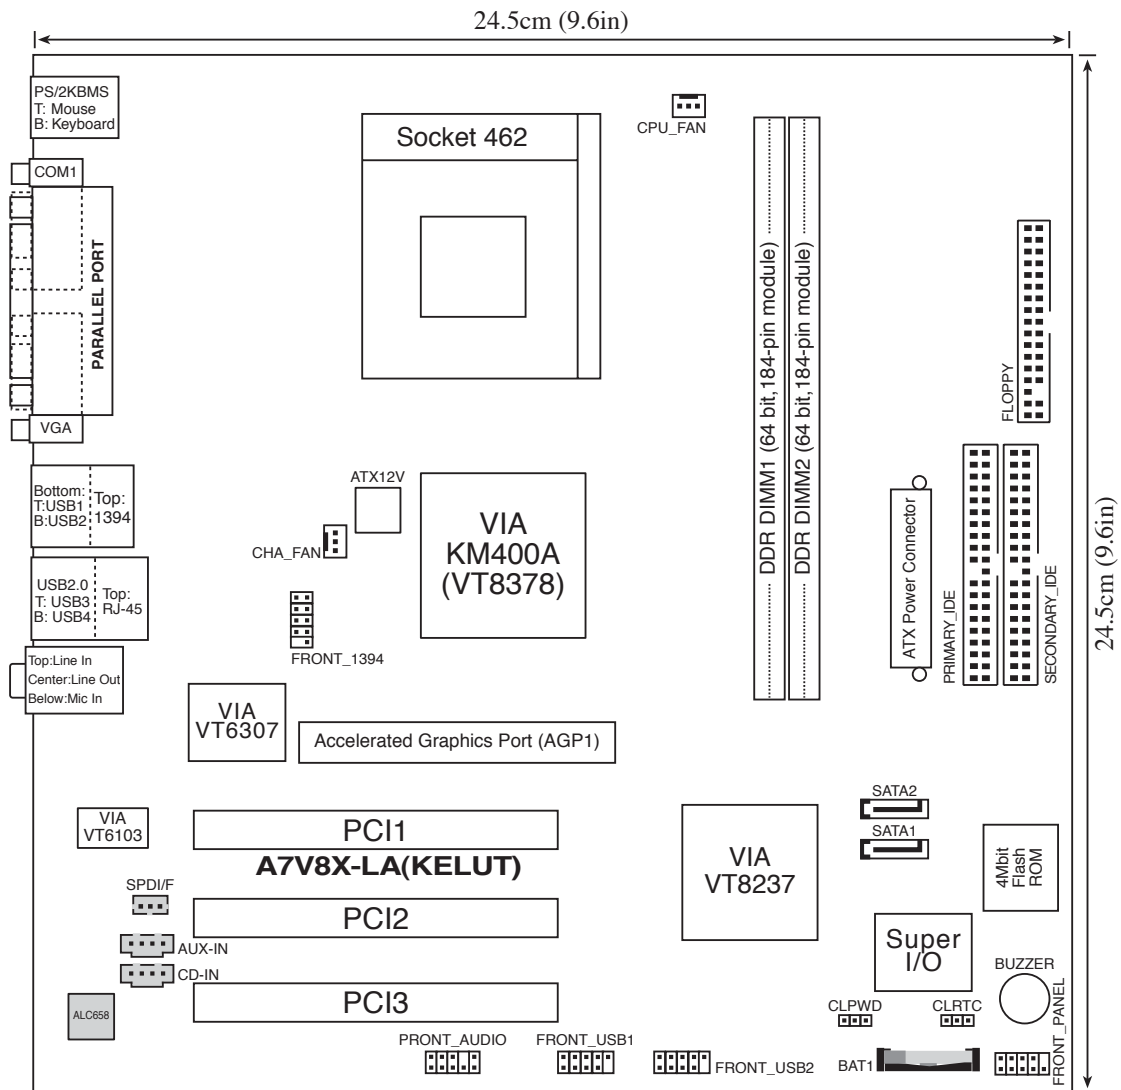 24.5cm (9.6in)
PS/2KBMS
T: Mouse
B: Keyboard
CPU_FAN
Socket 462
COM1
PARALLEL PORT
VGA
DDR DIMM1 (64 bit,184-pin module)
DDR DIMM2 (64 bit,184-pin module)
FLOPPY
24.5cm (9.6in)
Bottom:
T:USB1
B:USB2
Top:
1394
ATX12V
CHA_FAN
VIA
KM400A
(VT8378)
ATX Power Connector
PRIMARY_IDE
SECONDARY_IDE
USB2.0
T: USB3
B: USB4
Top:
RJ-45
FRONT_1394
Top:Line In
Center:Line Out
Below:Mic In
VIA
VT6307
Accelerated Graphics Port (AGP1)
SATA2
SATA1
VIA
VT6103
PCI1
A7V8X-LA(KELUT)
VIA
VT8237
4Mbit
Flash
ROM
SPDI/F
PCI2
AUX-IN
CD-IN
Super
I/O
BUZZER
PCI3
ALC658
CLPWD
CLRTC
PRONT_AUDIO
FRONT_USB1
FRONT_USB2
BAT1
FRONT_PANEL